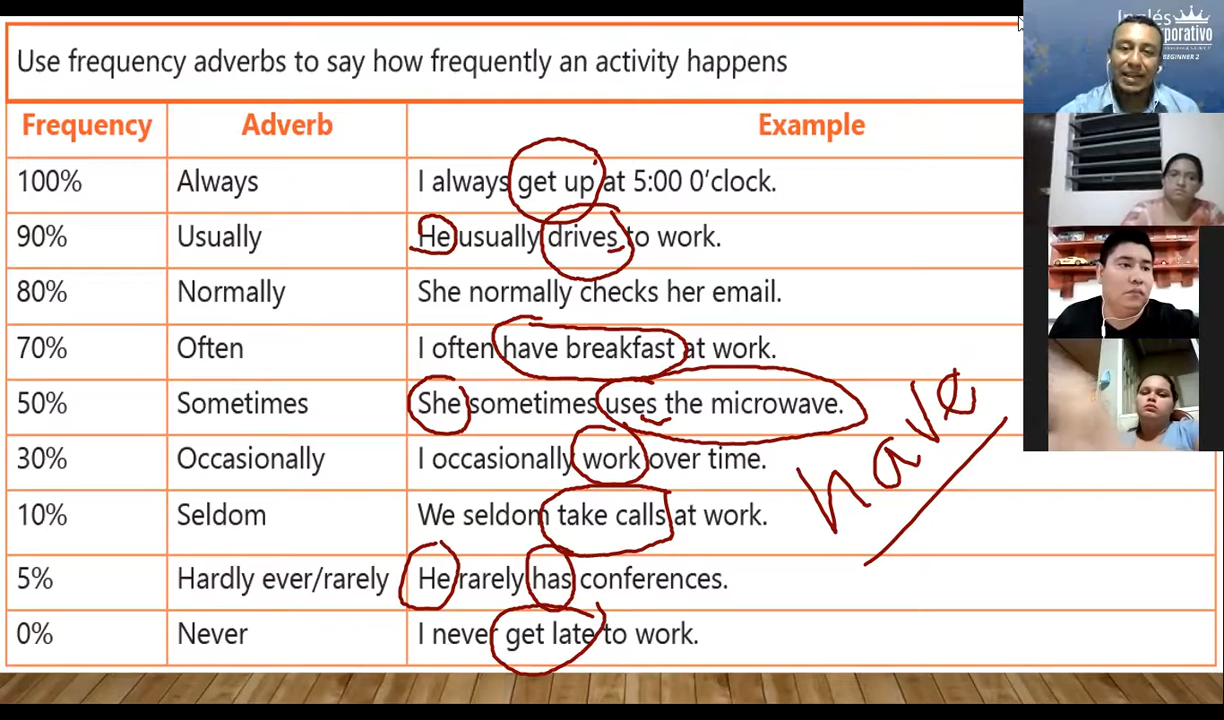 Inglés
Corporativo
BEGINNER 2
Use frequency adverbs to say how frequently an activity happens
Frequency Adverb Example
100% Always I always get up at 5:00 0'clock.
90% Usually He usually drives to work.
80% Normally She normally checks her email.
70% Often I often have breakfast at work.
50% Sometimes She sometimes uses the microwave.
have
30% Occasionally I occasionally work over time.
10% Seldom We seldom take calls at work.
5% Hardly ever/rarely He rarely has conferences.
0% Never I never get late to work.